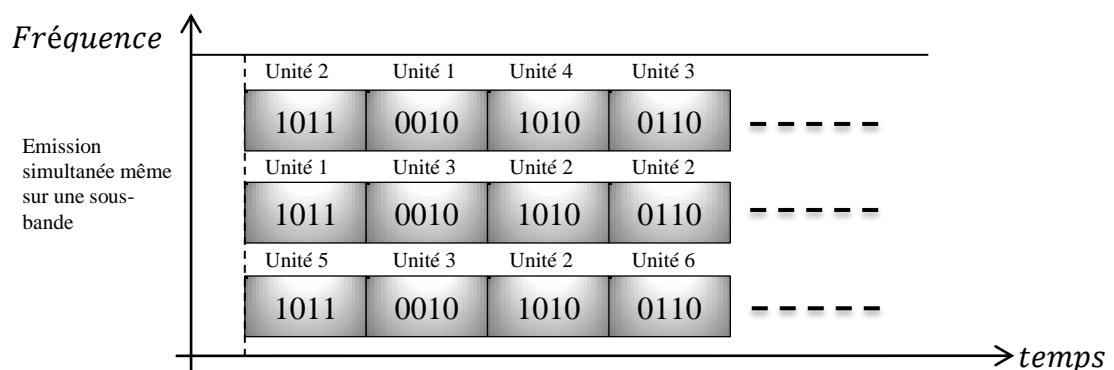 Fréquence
Unité 2 Unité 1 Unité 4 Unité 3
1011 0010 1010 0110
Emission
simultanée même
sur une sous-
bande
Unité 1 Unité 3 Unité 2 Unité 2
1011 0010 1010 0110
Unité 5 Unité 3 Unité 2 Unité 6
1011 0010 1010 0110
temps